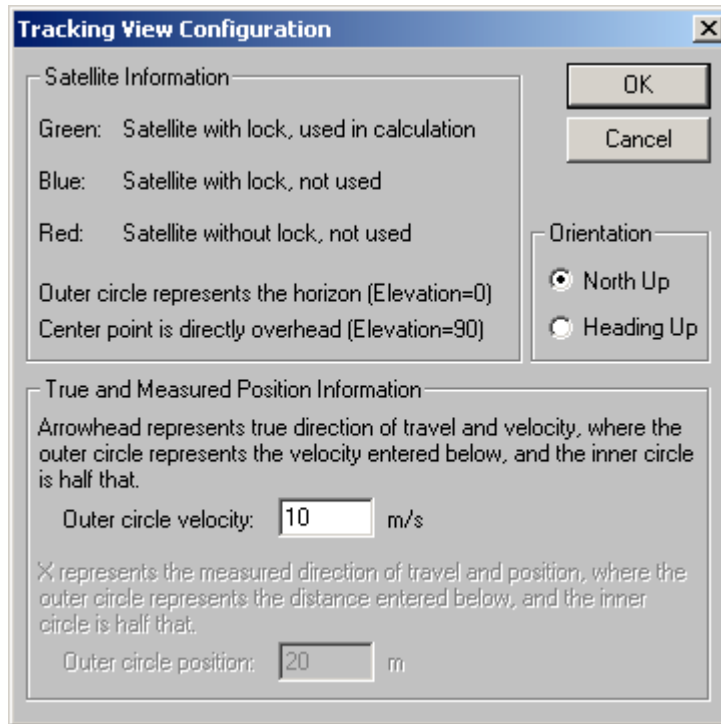 Tracking View Configuration
Satellite Information
Green: Satellite with lock, used in calculation
Blue: Satellite with lock, not used
Red: Satellite without lock, not used
Outer circle represents the horizon (Elevation=0)
Center point is directly overhead (Elevation=90)
OK
Cancel
Orientation
North Up
Heading Up
True and Measured Position Information
Arrowhead represents true direction of travel and velocity, where the
outer circle represents the velocity entered below, and the inner circle
is half that.
Outer circle velocity: 10 m/s
X represents the measured direction of travel and position, where the
outer circle represents the distance entered below, and the inner
circle is half that.
Outer circle position: 20 m